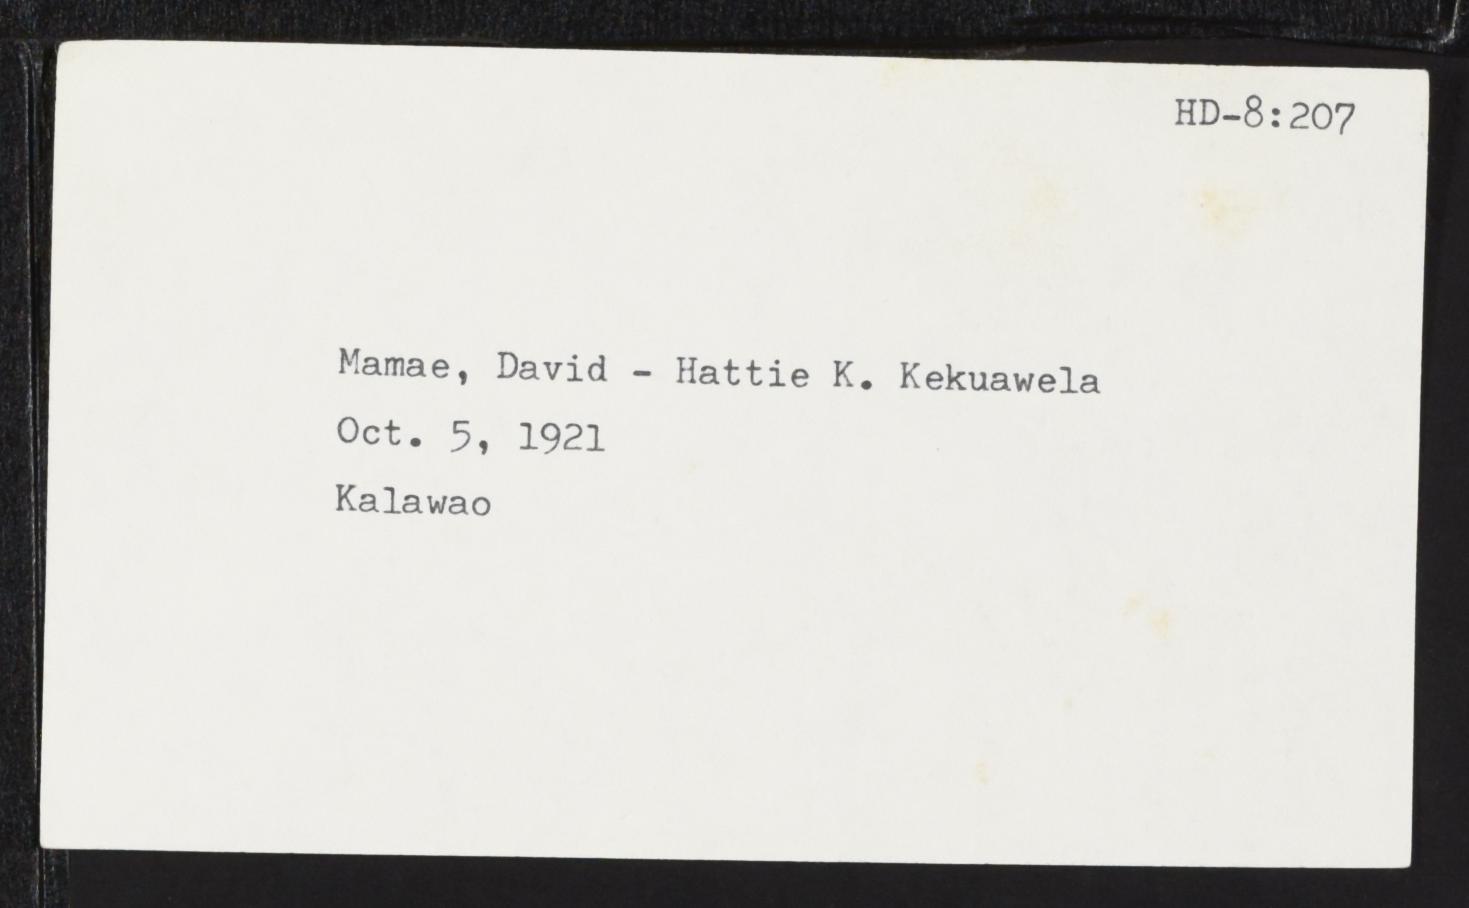 HD-8:207
Mamae, David - Hattie K. Kekuawela
Oct. 5, 1921
Kalawao